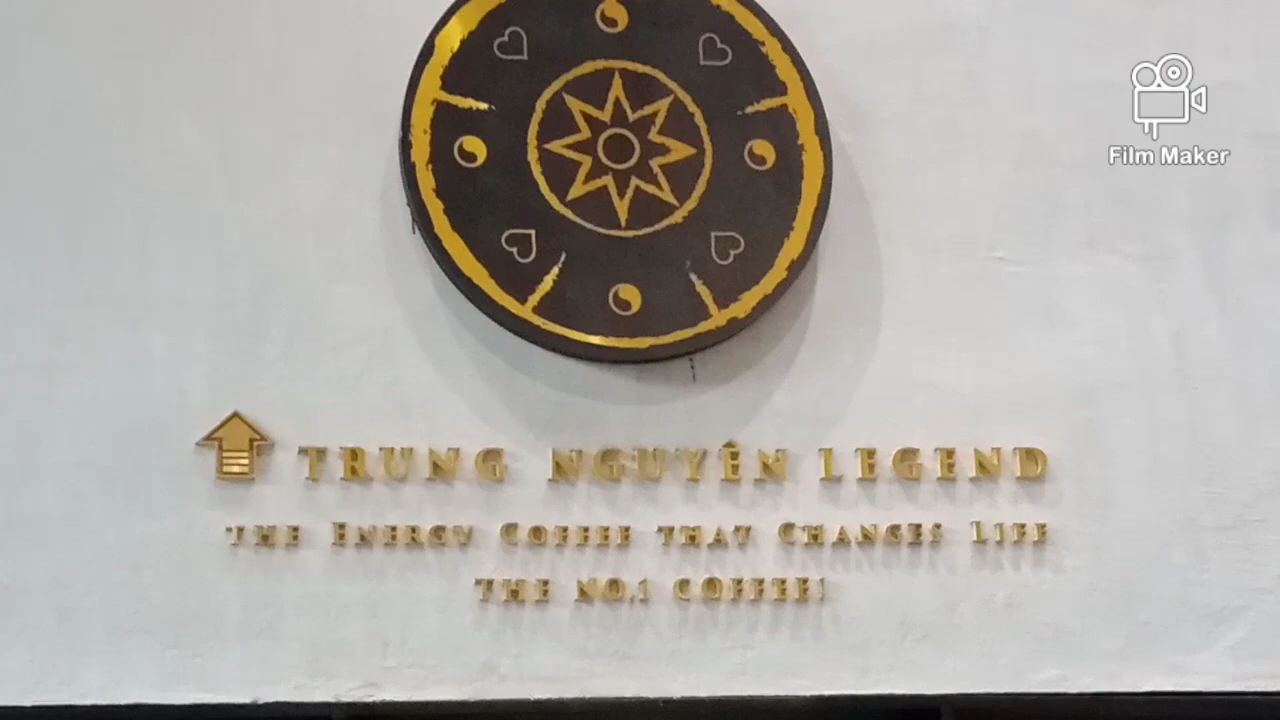 Film Maker
TRUNG NGUYÊN LEGEND
THE ENERGY COFFEE THAT CHANGES LIFE
THE NO.1 COFFEE!